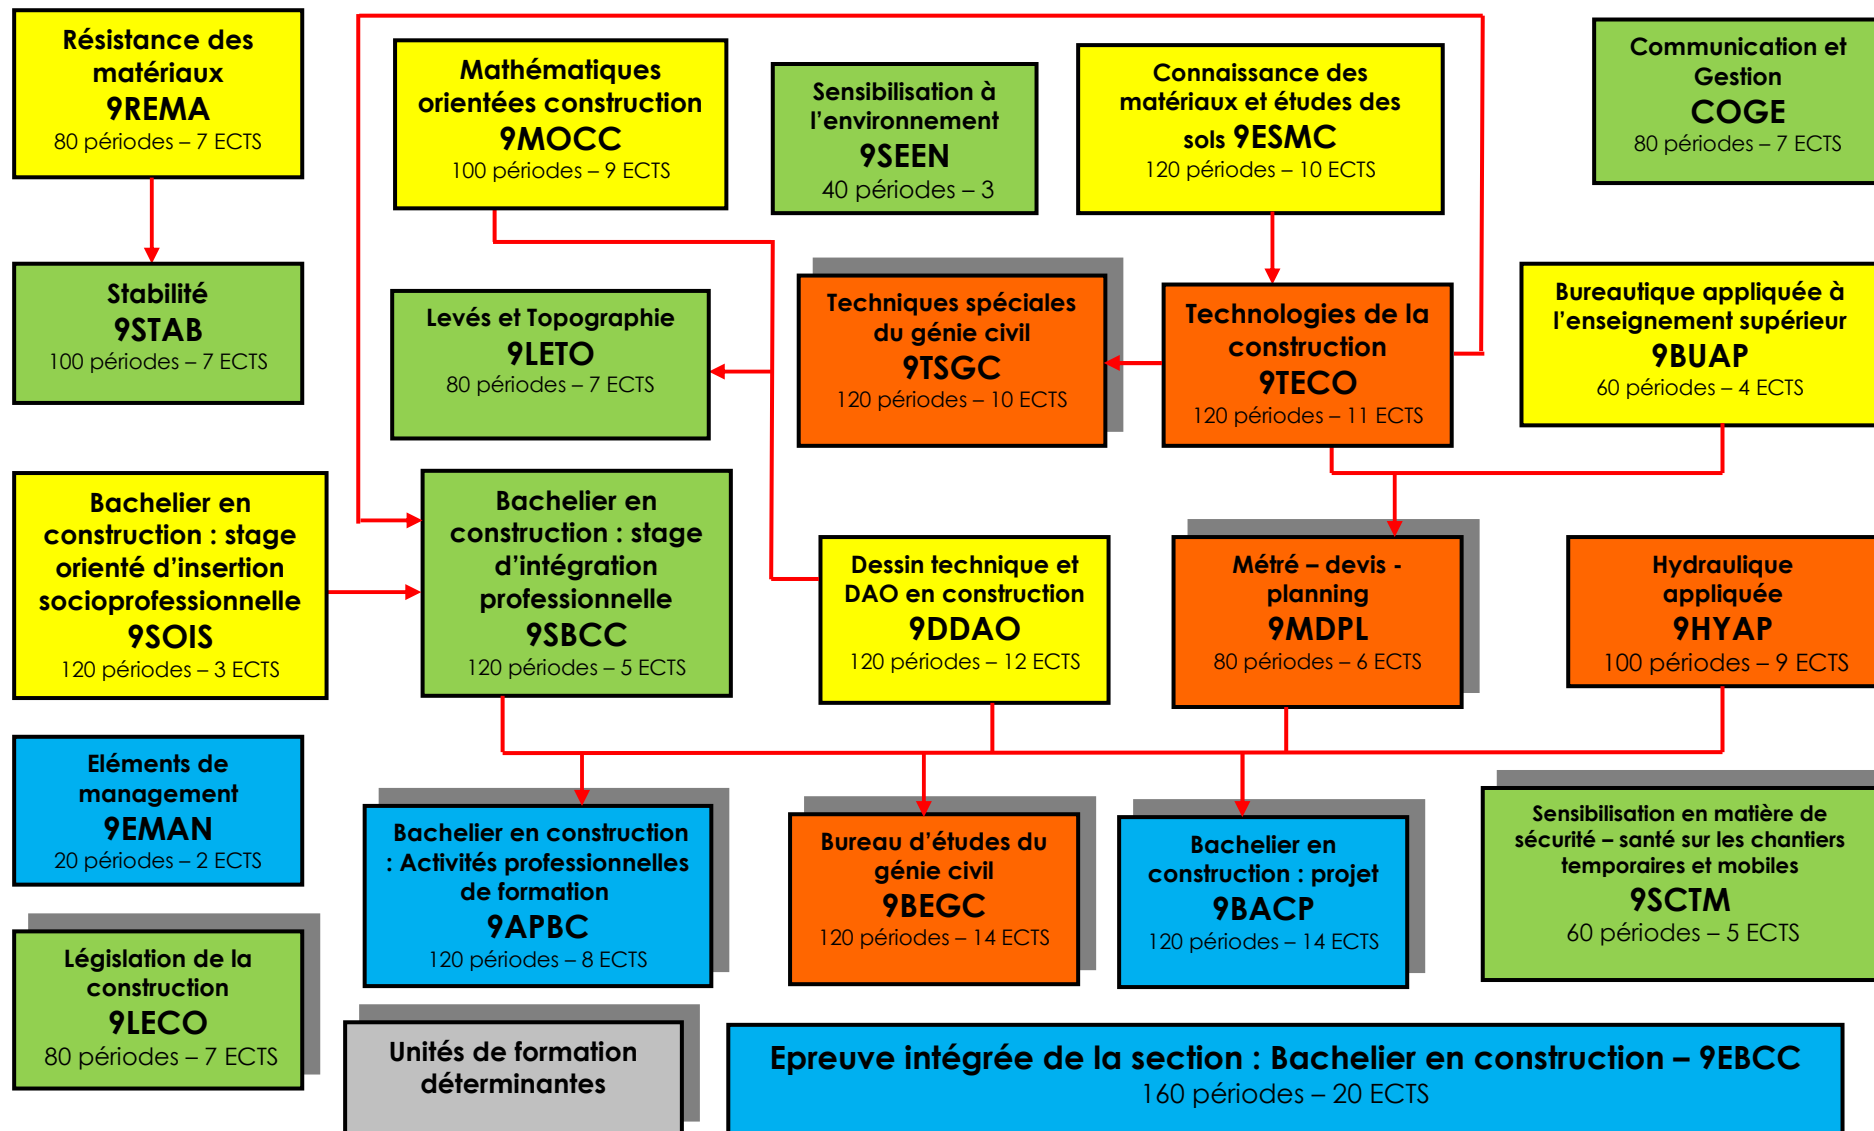 Résistance des
matériaux
9REMA
80 périodes – 7 ECTS
Mathématiques
orientées construction
9MOCC
100 périodes – 9 ECTS
Sensibilisation à
l'environnement
9SEEN
40 périodes – 3
Connaissance des
matériaux et études des
sols 9ESMC
120 périodes – 10 ECTS
Communication et
Gestion
COGE
80 périodes – 7 ECTS
Stabilité
9STAB
100 périodes – 7 ECTS
Levés et Topographie
9LETO
80 périodes – 7 ECTS
Techniques spéciales
du génie civil
9TSGC
120 périodes – 10 ECTS
Technologies de la
construction
9TECO
120 périodes – 11 ECTS
Bureautique appliquée à
l'enseignement supérieur
9BUAP
60 périodes – 4 ECTS
Bachelier en
construction : stage
orienté d'insertion
socioprofessionnelle
9SOIS
120 périodes – 3 ECTS
Bachelier en
construction : stage
d'intégration
professionnelle
9SBCC
120 périodes – 5 ECTS
Dessin technique et
DAO en construction
9DDAO
120 périodes – 12 ECTS
Métré – devis -
planning
9MDPL
80 périodes – 6 ECTS
Hydraulique
appliquée
9HYAP
100 périodes – 9 ECTS
Eléments de
management
9EMAN
20 périodes – 2 ECTS
Bachelier en construction
: Activités professionnelles
de formation
9APBC
120 périodes – 8 ECTS
Bureau d'études du
génie civil
9BEGC
120 périodes – 14 ECTS
Bachelier en
construction : projet
9BACP
120 périodes – 14 ECTS
Sensibilisation en matière de
sécurité – santé sur les chantiers
temporaires et mobiles
9SCTM
60 périodes – 5 ECTS
Législation de la
construction
9LECO
80 périodes – 7 ECTS
Unités de formation
déterminantes
Epreuve intégrée de la section : Bachelier en construction – 9EBCC
160 périodes – 20 ECTS